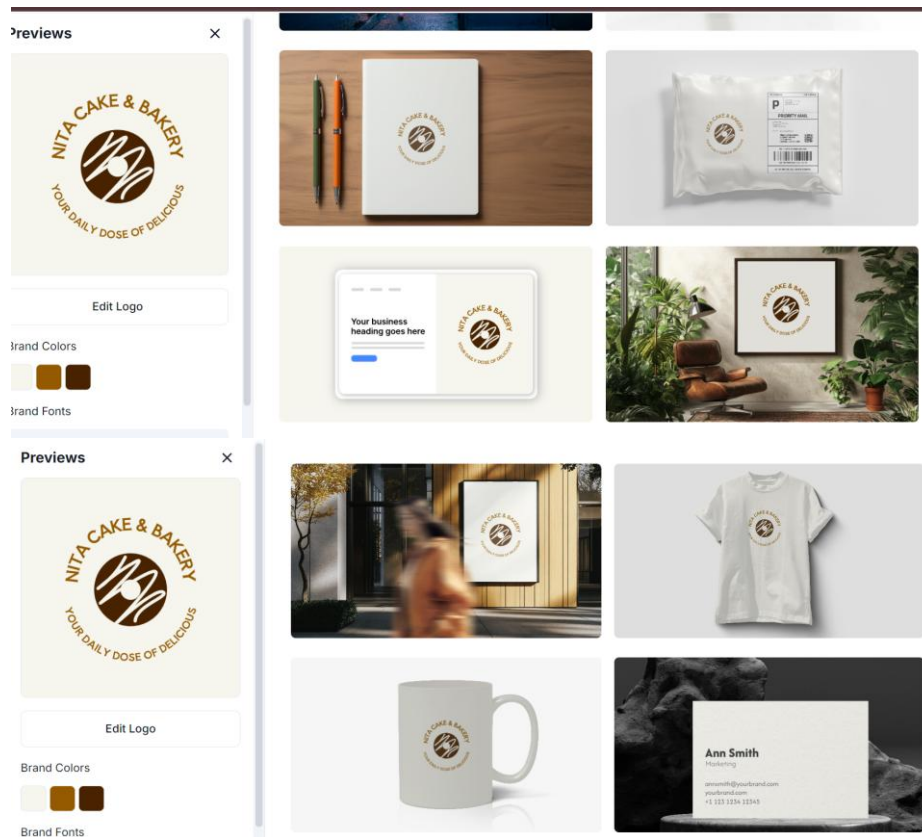 Previews
NITA CAKE & BAKERY
YOUR DAILY DOSE OF DELICIOUS
Edit Logo
Brand Colors
Brand Fonts
NITA CAKE & BAKERY
YOUR DAILY DOSE OF DELICIOUS
NITA CAKE & BAKERY
YOUR DAILY DOSE OF DELICIOUS
P
PRIORITY MAIL
Your business
heading goes here
NITA CAKE & BAKERY
YOUR DAILY DOSE OF DELICIOUS
NITA CAKE & BAKERY
YOUR DAILY DOSE OF DELICIOUS
Previews
NITA CAKE & BAKERY
YOUR DAILY DOSE OF DELICIOUS
Edit Logo
Brand Colors
Brand Fonts
NITA CAKE & BAKERY
YOUR DAILY DOSE OF DELICIOUS
NITA CAKE & BAKERY
YOUR DAILY DOSE OF DELICIOUS
NITA CAKE & BAKERY
YOUR DAILY DOSE OF DELICIOUS
Ann Smith
Marketing
annsmith@yourbrand.com
yourbrand.com
+1 123 1234 12345